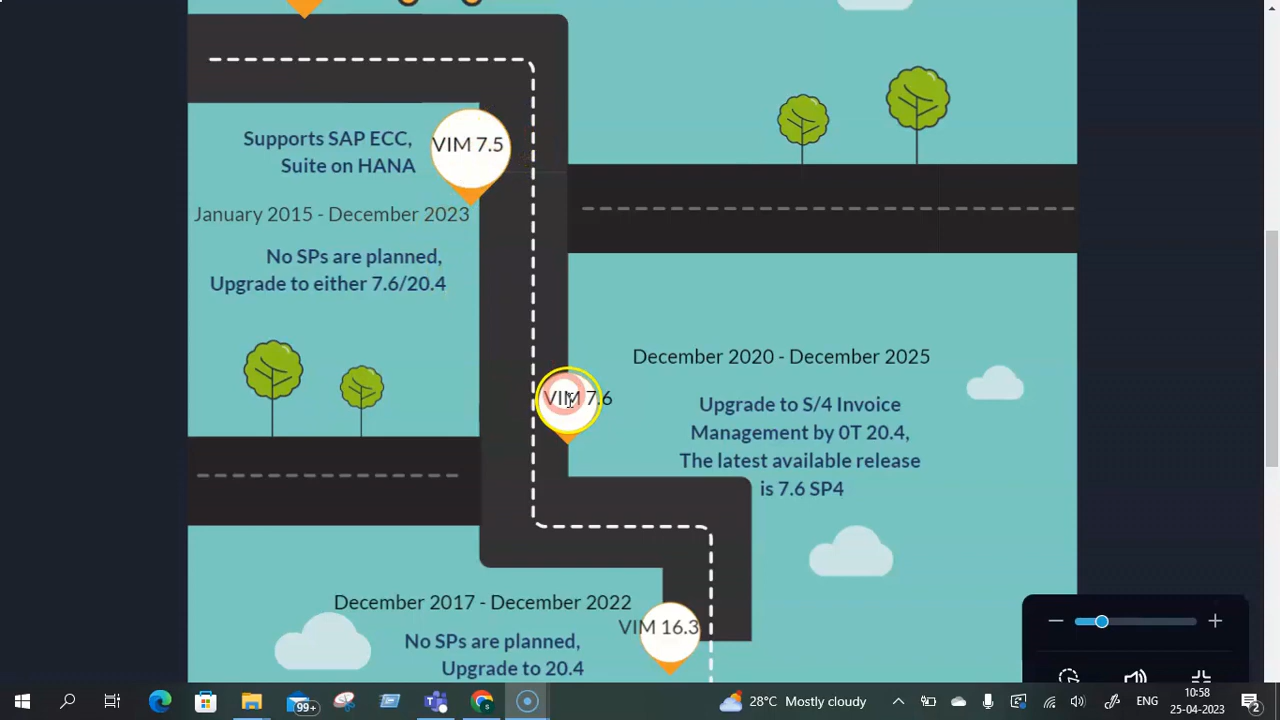 Supports SAP ECC,
Suite on HANA
VIM 7.5
January 2015 - December 2023
No SPs are planned,
Upgrade to either 7.6/20.4
December 2020 - December 2025
VIM 7.6
Upgrade to S/4 Invoice
Management by 0T 20.4,
The latest available release
is 7.6 SP4
December 2017 - December 2022
VIM 16.3
No SPs are planned,
Upgrade to 20.4
99+
28°C Mostly cloudy
ENG
10:58
25-04-2023
2